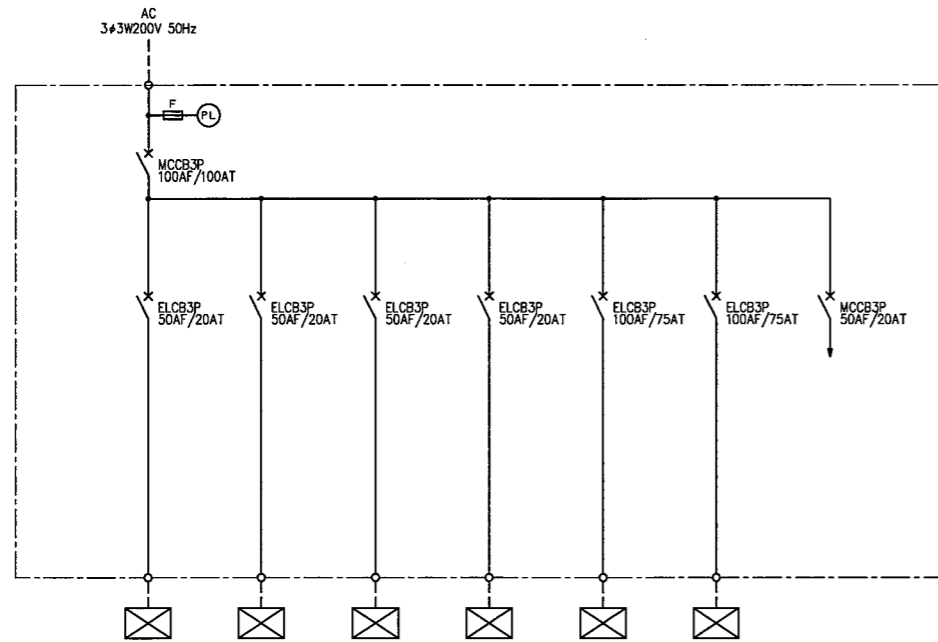 AC
3φ3W200V 50Hz
F
PL
MCCB3P
100AF/100AT
ELCB3P
50AF/20AT
ELCB3P
50AF/20AT
ELCB3P
50AF/20AT
ELCB3P
50AF/20AT
ELCB3P
100AF/75AT
ELCB3P
100AF/75AT
MCCB3P
50AF/20AT